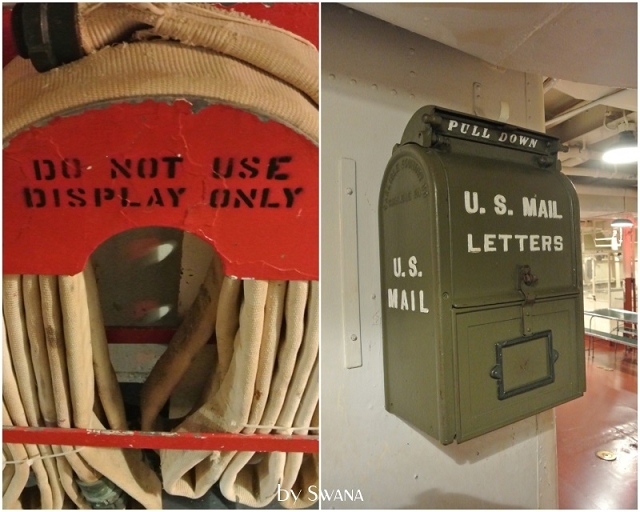 DO NOT USE
DISPLAY ONLY
PULL DOWN
U. S. MAIL
LETTERS
U.S.
MAIL
by SWANA